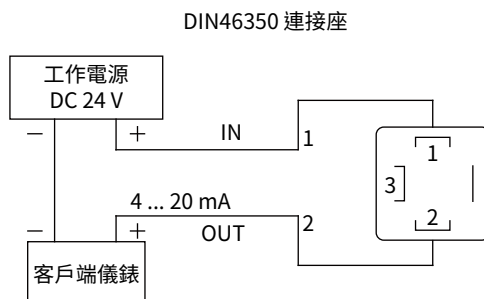 DIN46350 連接座
工作電源
DC 24 V
− +
IN
1
1
3
2
4 ... 20 mA
2
− +
OUT
客戶端儀錶